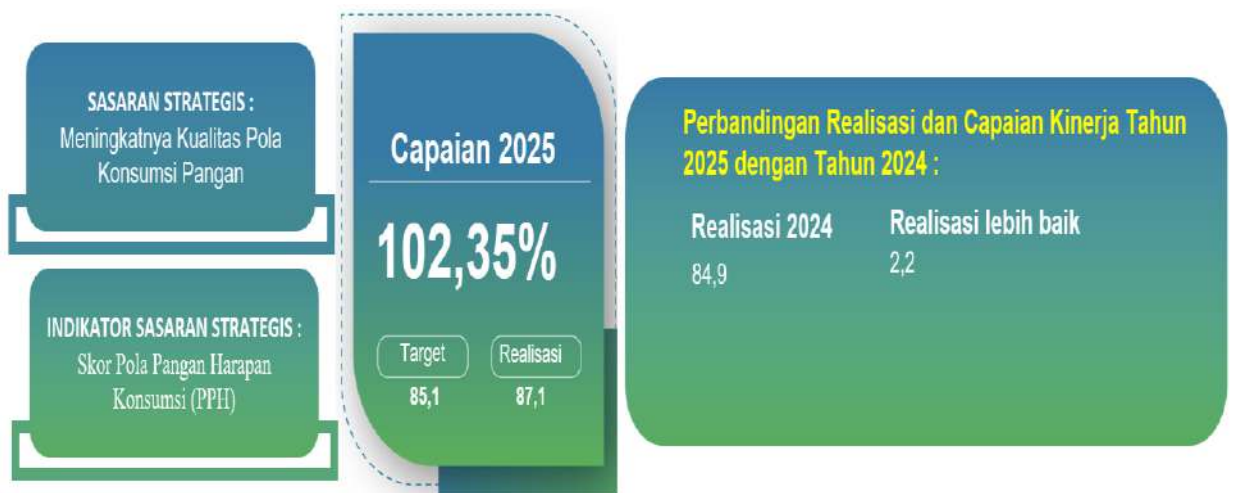 SASARAN STRATEGIS :
Meningkatnya Kualitas Pola
Konsumsi Pangan
INDIKATOR SASARAN STRATEGIS :
Skor Pola Pangan Harapan
Konsumsi (PPH)
Capaian 2025
102,35%
Target Realisasi
85,1 87,1
Perbandingan Realisasi dan Capaian Kinerja Tahun
2025 dengan Tahun 2024 :
Realisasi 2024 Realisasi lebih baik
84,9 2,2